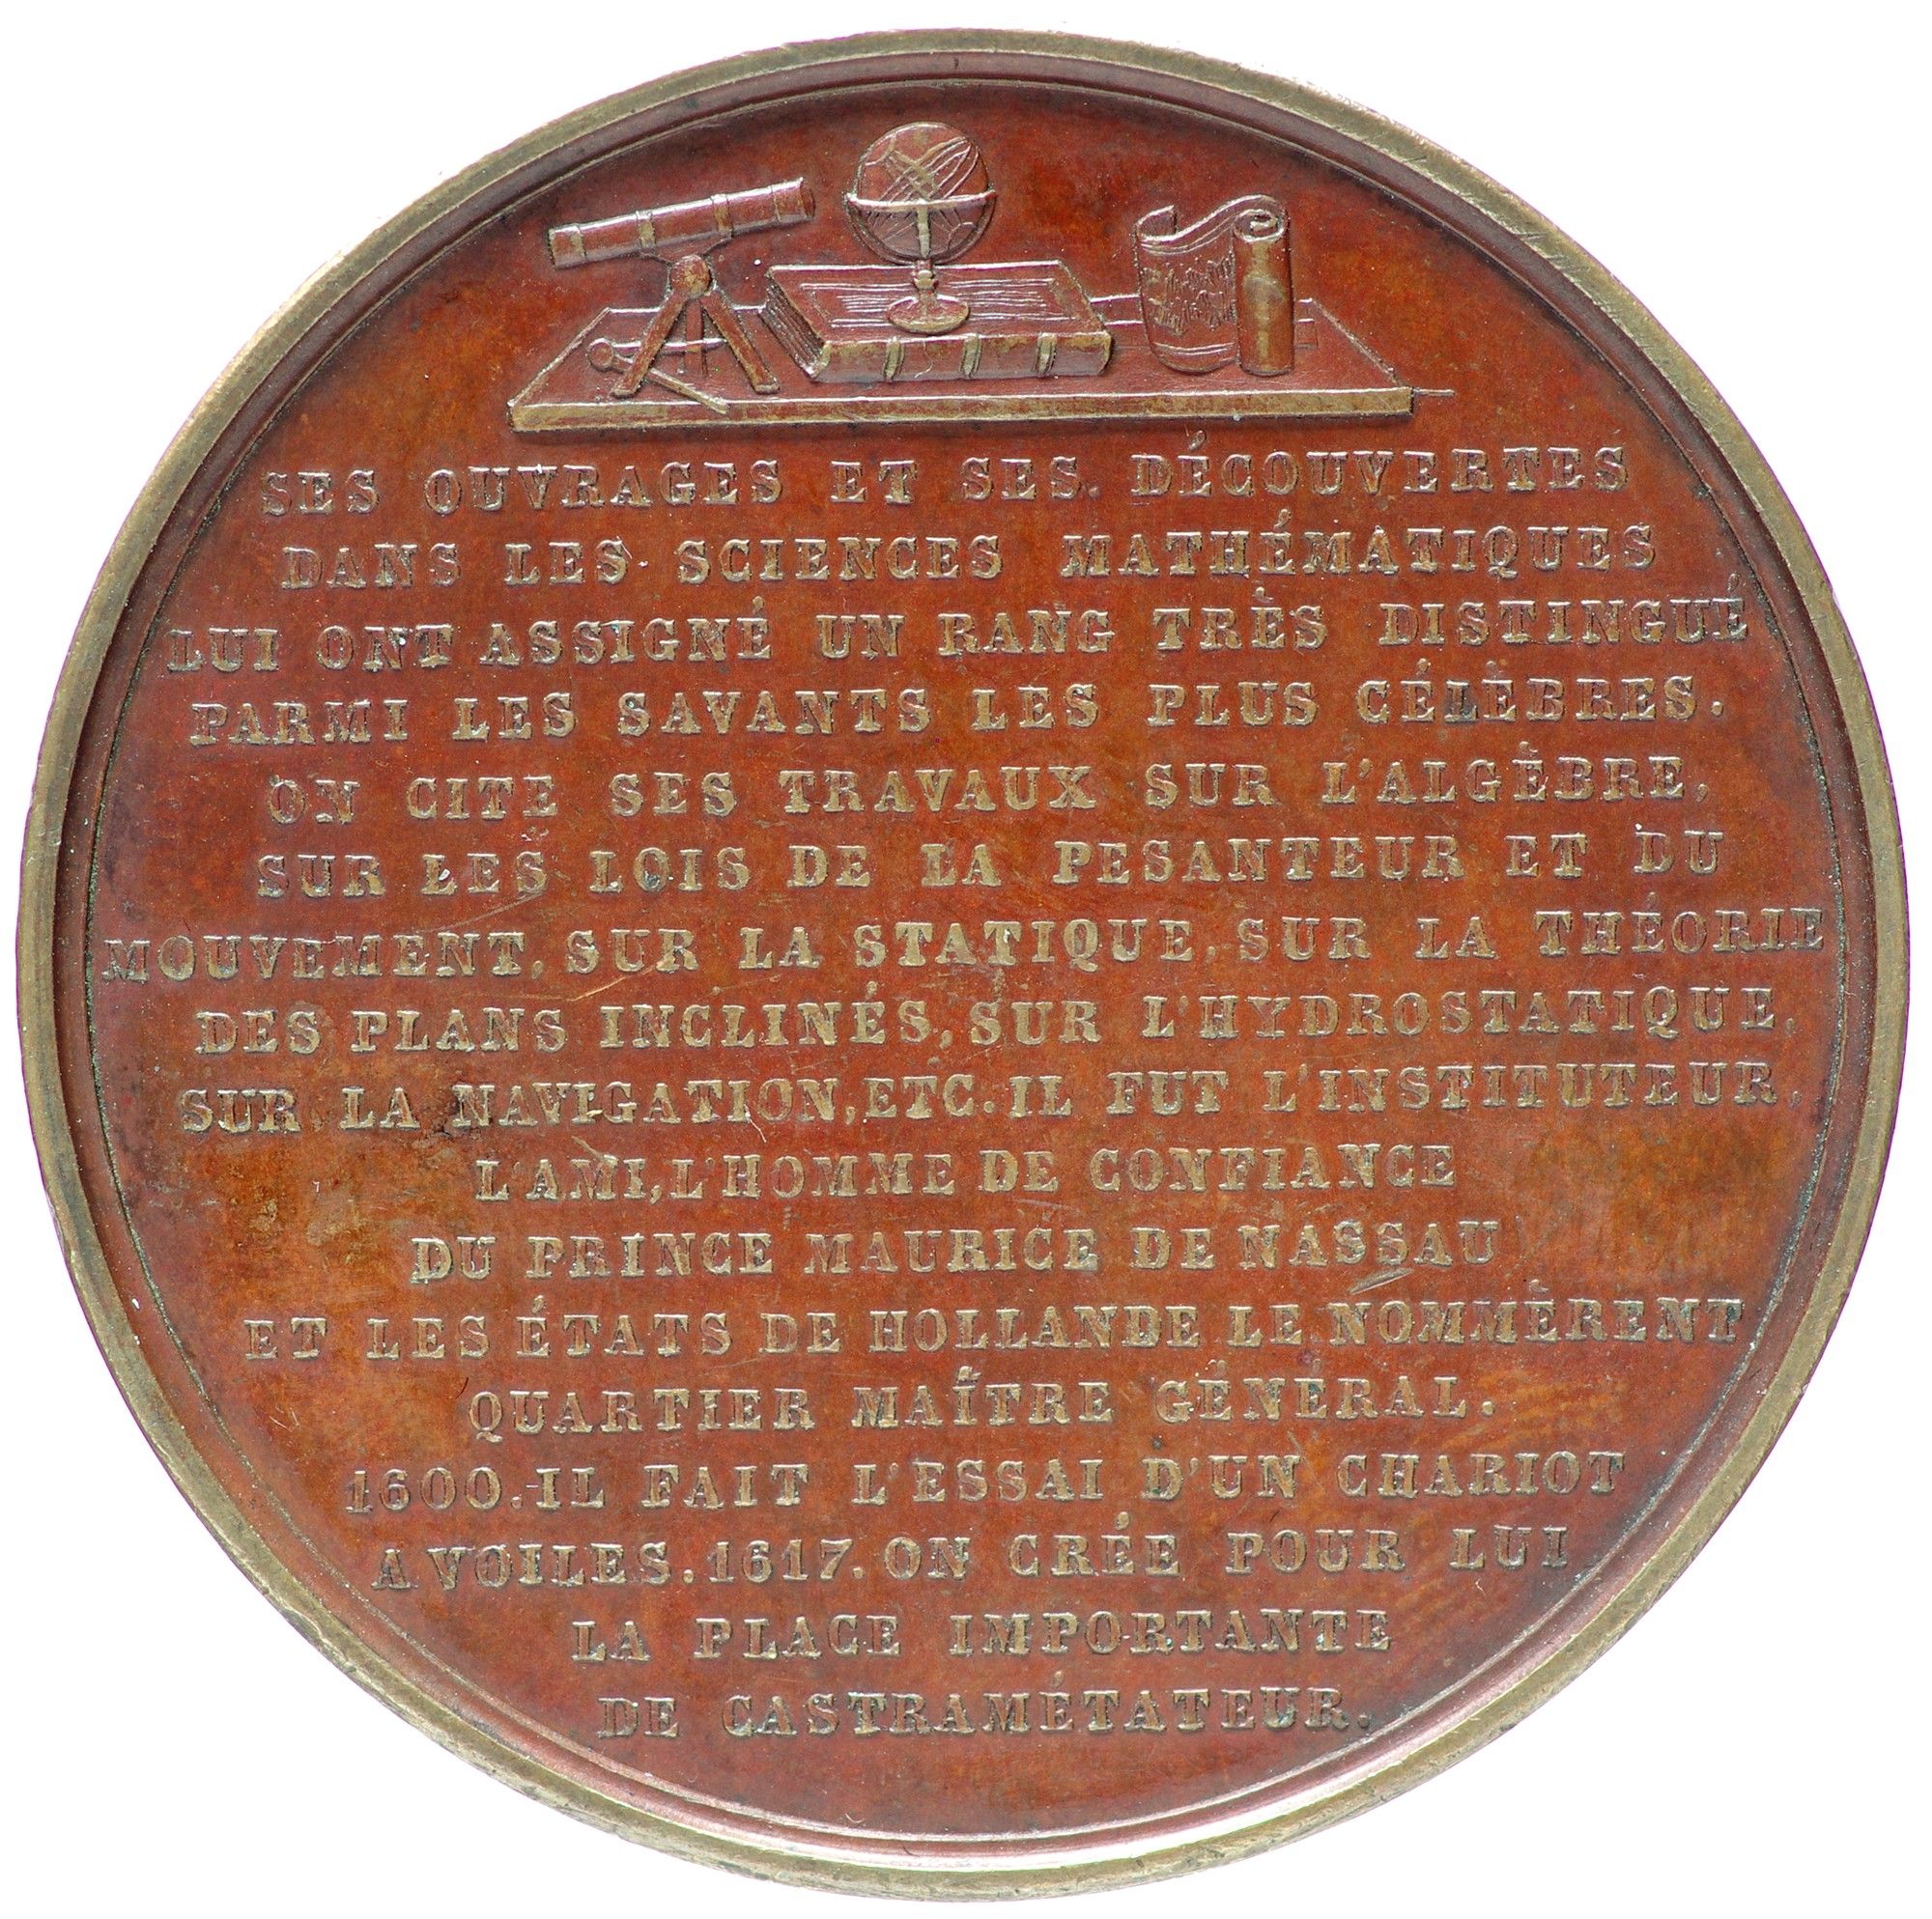 SES OUVRAGES ET SES DÉCOUVERTES
DANS LES SCIENCES MATHÉMATIQUES
LUI ONT ASSIGNÉ UN RANG TRÈS DISTINGUÉ
PARMI LES SAVANTS LES PLUS CÉLÈBRES.
ON CITE SES TRAVAUX SUR L'ALGÈBRE,
SUR LES LOIS DE LA PESANTEUR ET DU
MOUVEMENT, SUR LA STATIQUE, SUR LA THÉORIE
DES PLANS INCLINÉS, SUR L'HYDROSTATIQUE,
SUR LA NAVIGATION, ETC. IL FUT L'INSTITUTEUR,
L'AMI, L'HOMME DE CONFIANCE
DU PRINCE MAURICE DE NASSAU
ET LES ÉTATS DE HOLLANDE LE NOMMÈRENT
QUARTIER MAÎTRE GÉNÉRAL.
1600. IL FAIT L'ESSAI D'UN CHARIOT
A VOILES. 1617. ON CRÉE POUR LUI
LA PLACE IMPORTANTE
DE CASTRAMÉTATEUR.